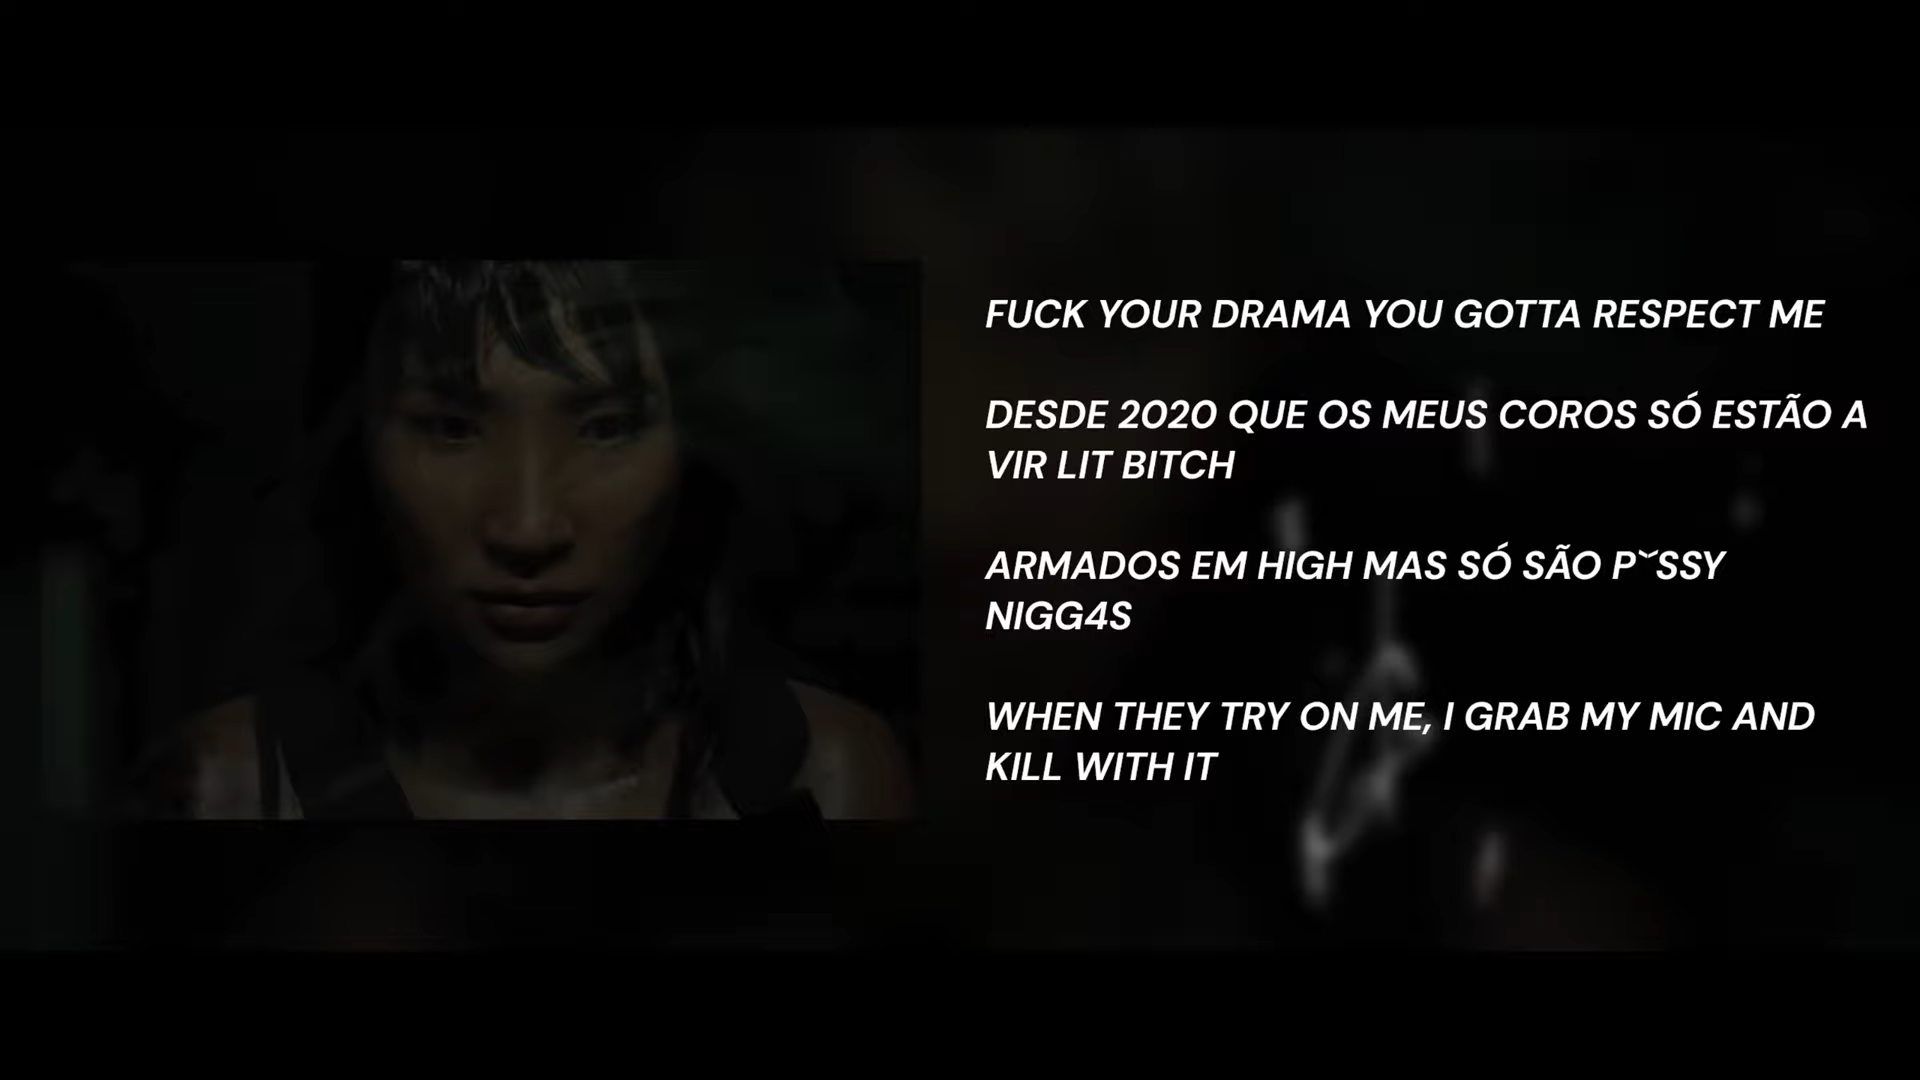 FUCK YOUR DRAMA YOU GOTTA RESPECT ME
DESDE 2020 QUE OS MEUS COROS SÓ ESTÃO A
VIR LIT BITCH
ARMADOS EM HIGH MAS SÓ SÃO P˘SSY
NIGG4S
WHEN THEY TRY ON ME, I GRAB MY MIC AND
KILL WITH IT